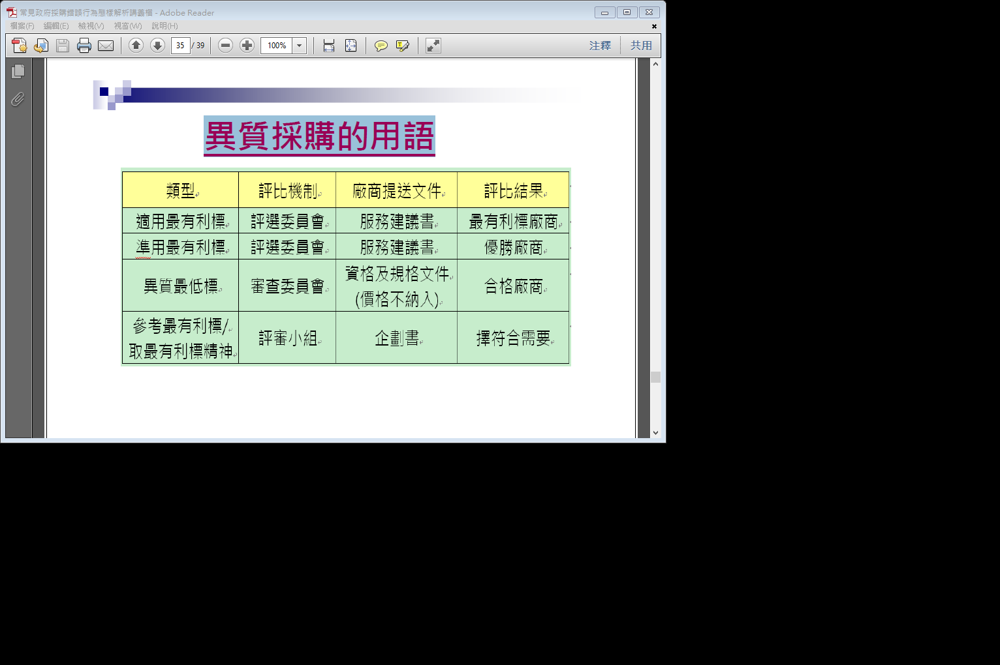 常見政府採購錯誤行為態樣解析講義檔 - Adobe Reader
檔案(F) 編輯(E) 檢視(V) 視窗(W) 說明(H)
35 / 39 100% 注釋 共用
異質採購的用語
類型 評比機制 廠商提送文件 評比結果
適用最有利標 評選委員會 服務建議書 最有利標廠商
準用最有利標 評選委員會 服務建議書 優勝廠商
異質最低標 審查委員會 資格及規格文件 合格廠商
(價格不納入)
參考最有利標/
取最有利標精神 評審小組 企劃書 擇符合需要